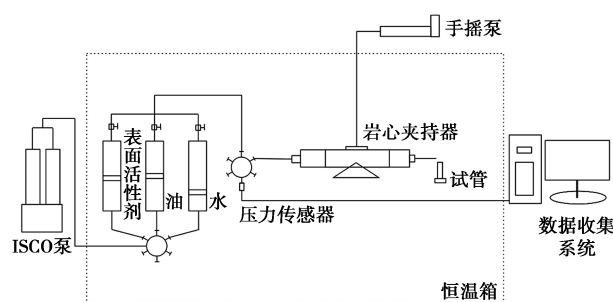 手摇泵
岩心夹持器
表面活性剂
油
水
试管
压力传感器
ISCO泵
数据收集
系统
恒温箱